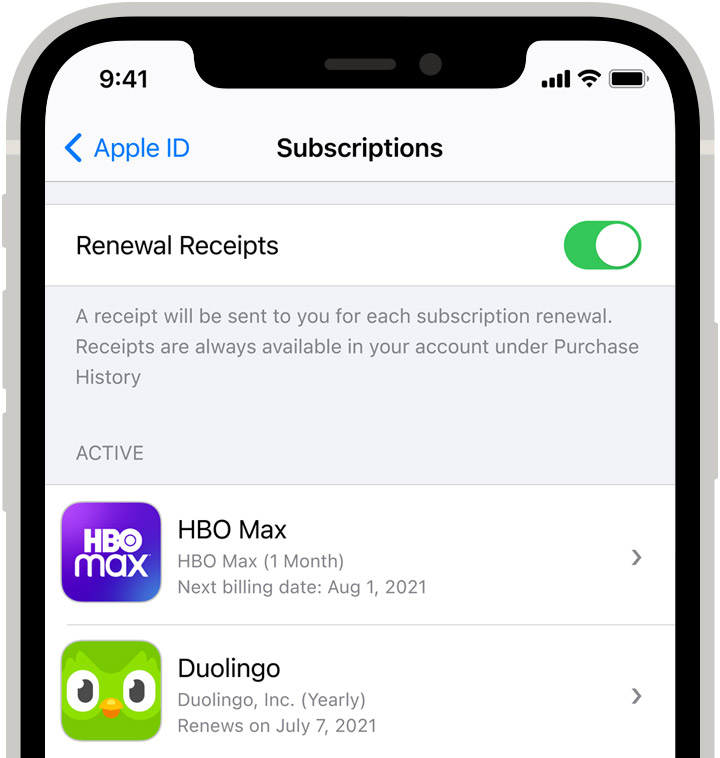 9:41
Apple ID
Subscriptions
Renewal Receipts
A receipt will be sent to you for each subscription renewal.
Receipts are always available in your account under Purchase
History
ACTIVE
HBO
max
HBO Max
HBO Max (1 Month)
Next billing date: Aug 1, 2021
Duolingo
Duolingo, Inc. (Yearly)
Renews on July 7, 2021